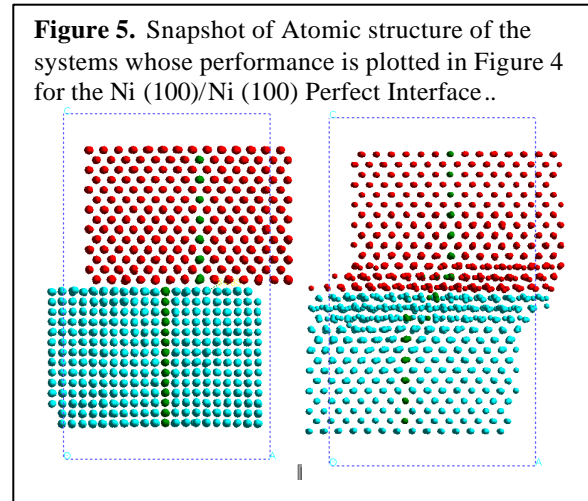 Figure 5. Snapshot of Atomic structure of the
systems whose performance is plotted in Figure 4
for the Ni (100)/Ni (100) Perfect Interface..
C
C
O
A
O
A